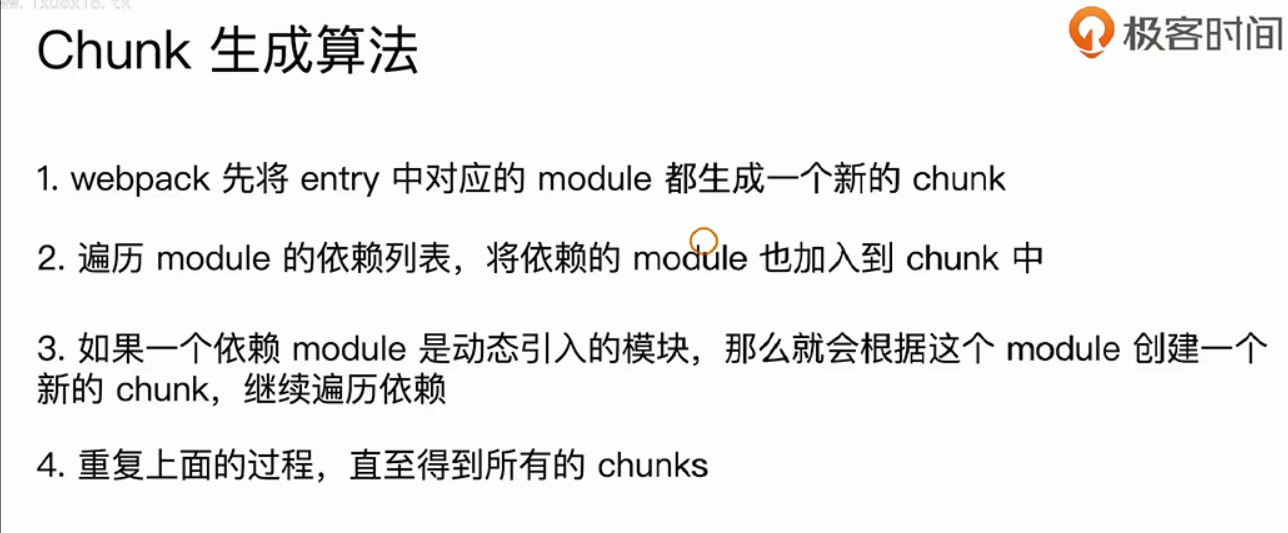 Chunk 生成算法
极客时间
1. webpack 先将 entry 中对应的 module 都生成一个新的 chunk
2. 遍历 module 的依赖列表，将依赖的 module 也加入到 chunk 中
3. 如果一个依赖 module 是动态引入的模块，那么就会根据这个 module 创建一个
新的 chunk，继续遍历依赖
4. 重复上面的过程，直至得到所有的 chunks